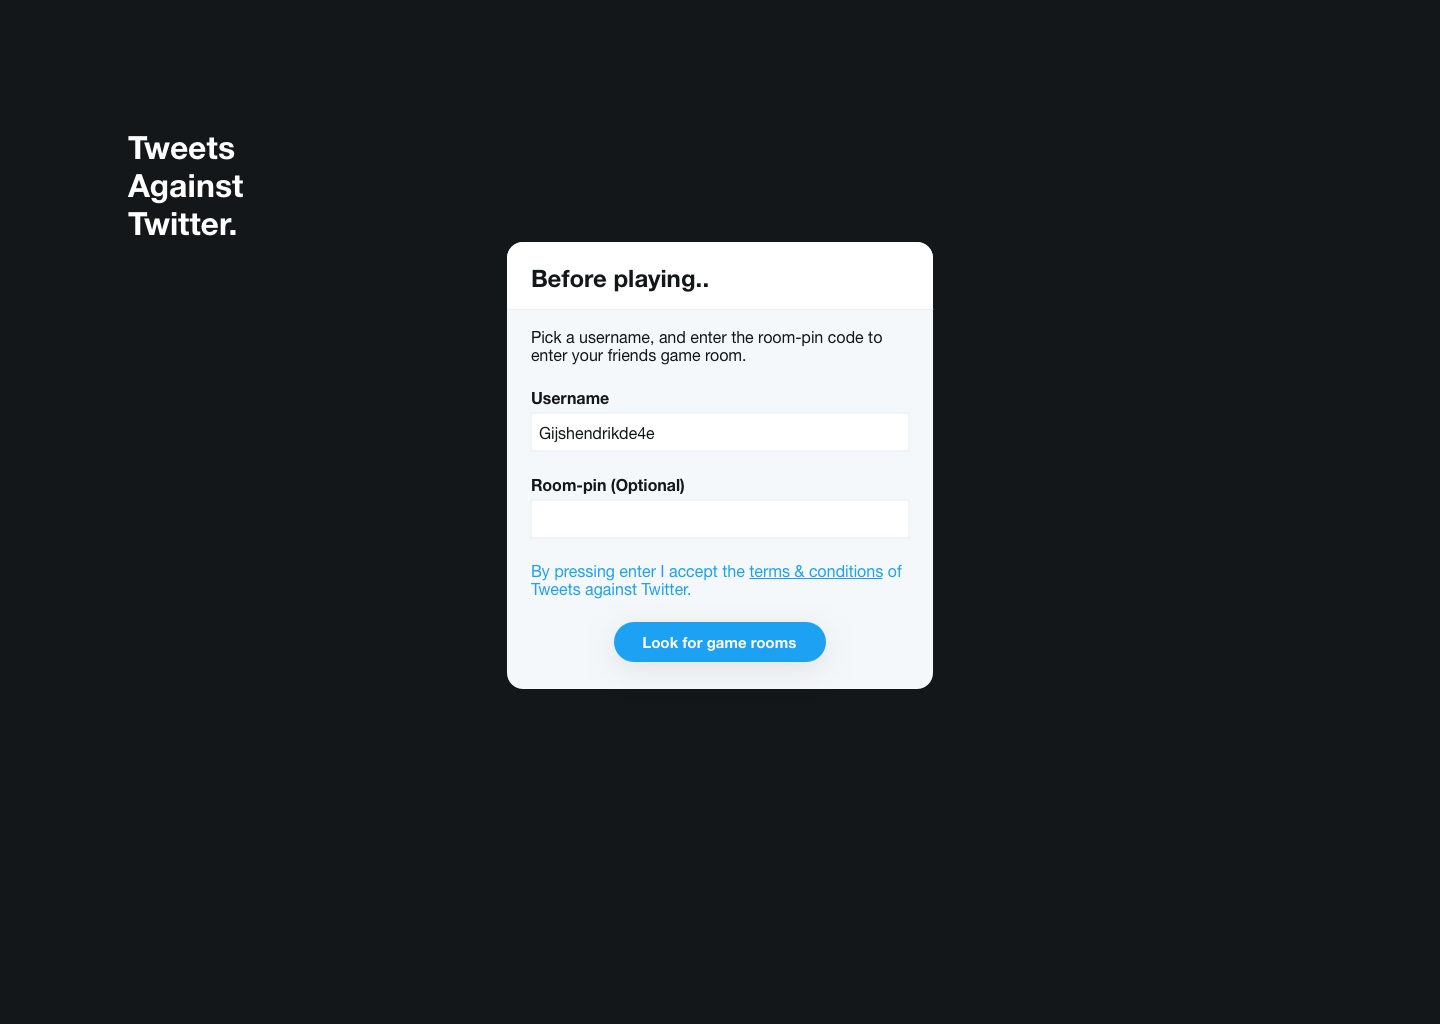 Tweets
Against
Twitter.
Before playing..
Pick a username, and enter the room-pin code to
enter your friends game room.
Username
Gijshendrikde4e
Room-pin (Optional)
By pressing enter I accept the terms & conditions of
Tweets against Twitter.
Look for game rooms